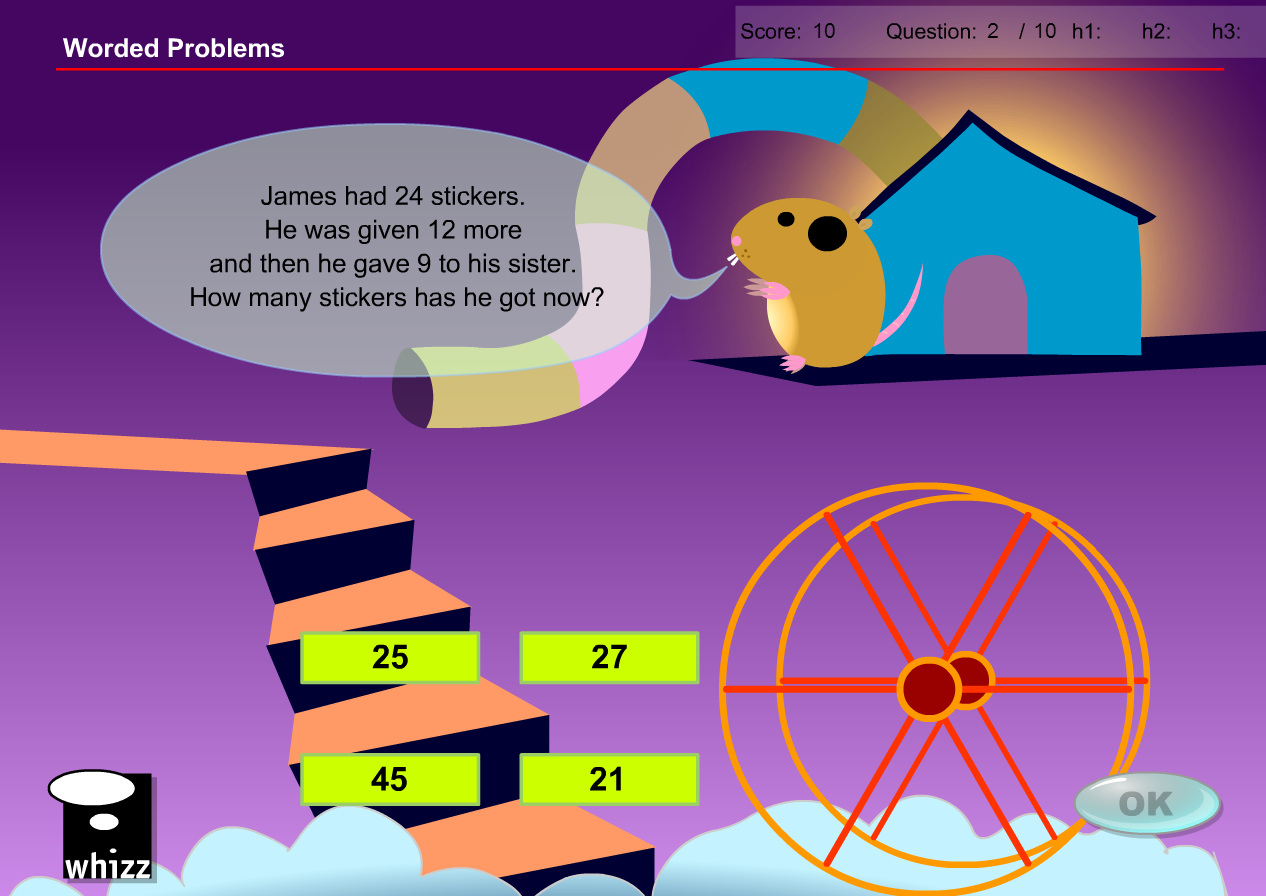 Worded Problems
Score: 10 Question: 2 / 10 h1: h2: h3:
James had 24 stickers.
He was given 12 more
and then he gave 9 to his sister.
How many stickers has he got now?
25
27
45
21
OK
whizz